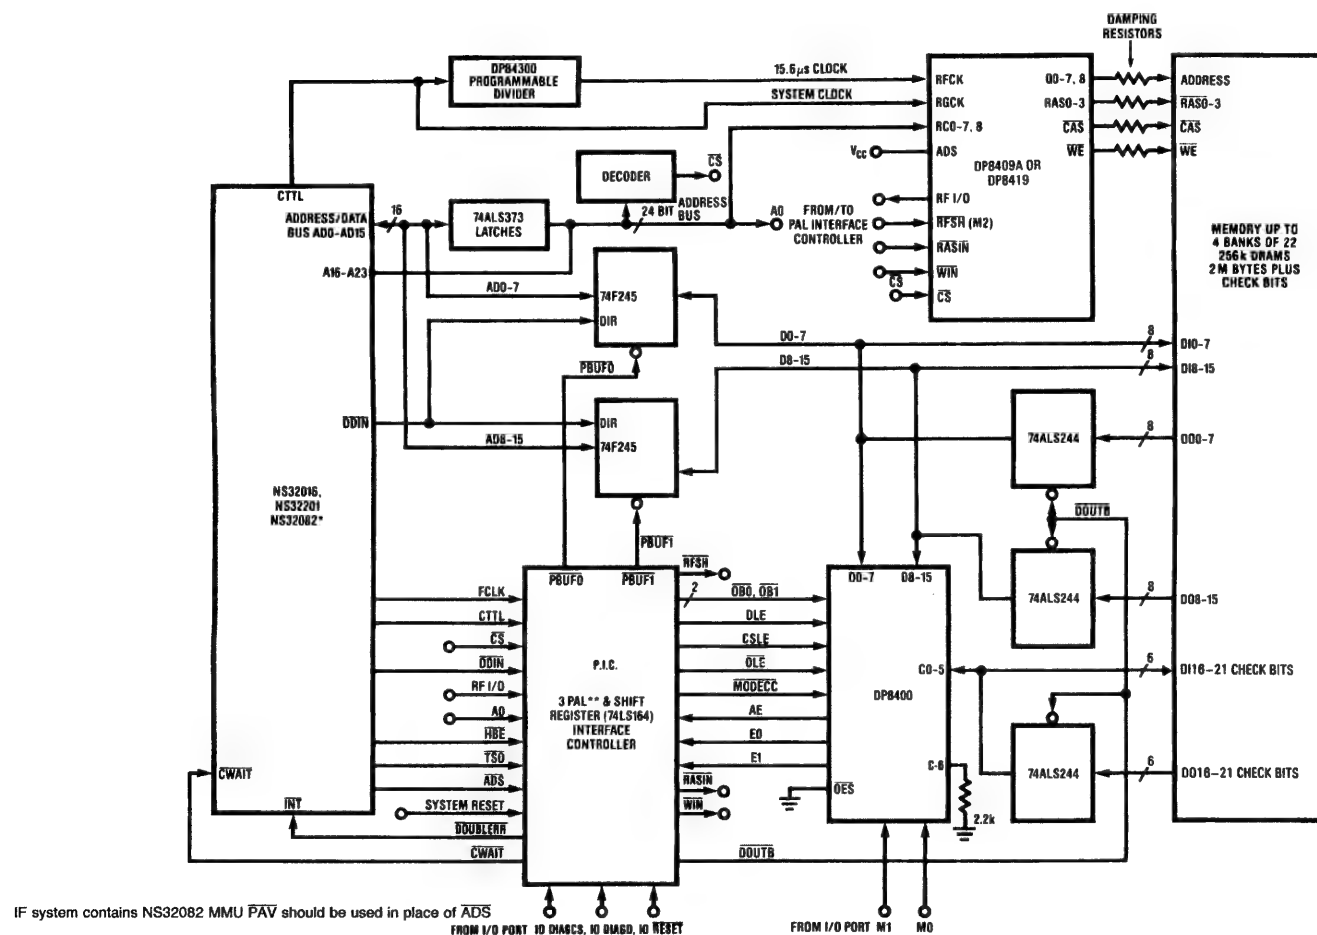 DAMPING
RESISTORS
DP84300
PROGRAMMABLE
DIVIDER
15.6μs CLOCK
SYSTEM CLOCK
RFCK
RGCK
RC0-7, 8
ADS
RF I/O
RFSH (M2)
RASIN
WIN
CS
Q0-7, 8
RAS0-3
CAS
WE
DP8409A OR
DP8419
ADDRESS
RAS0-3
CAS
WE
VCC
CTTL
ADDRESS/DATA
BUS AD0-AD15
16
74ALS373
LATCHES
DECODER
CS
24 BIT
ADDRESS
BUS
A0
FROM/TO
PAL INTERFACE
CONTROLLER
CS
MEMORY UP TO
4 BANKS OF 22
256k DRAMS
2M BYTES PLUS
CHECK BITS
A16-A23
AD0-7
74F245
DIR
PBUF0
D0-7
8
DI0-7
D8-15
8
DI8-15
DDIN
AD8-15
DIR
74F245
PBUF1
74ALS244
8
DO0-7
DOUTB
NS32016,
NS32201
NS32082*
PBUF0
PBUF1
RFSH
D0-7
D8-15
74ALS244
8
DO8-15
FCLK
CTTL
CS
DDIN
RF I/O
A0
HBE
TSO
ADS
SYSTEM RESET
P.I.C.
3 PAL** & SHIFT
REGISTER (74LS164)
INTERFACE
CONTROLLER
2
OB0, OB1
DLE
CSLE
OLE
MODECC
AE
E0
E1
RASIN
WIN
DP8400
C0-5
6
DI16-21 CHECK BITS
C-6
OES
2.2k
74ALS244
6
DO16-21 CHECK BITS
CWAIT
INT
DOUBLERR
CWAIT
DOUTB
IF system contains NS32082 MMU PAV should be used in place of ADS
FROM I/O PORT IO DIAGCS, IO DIAGD, IO RESET
FROM I/O PORT M1
M0